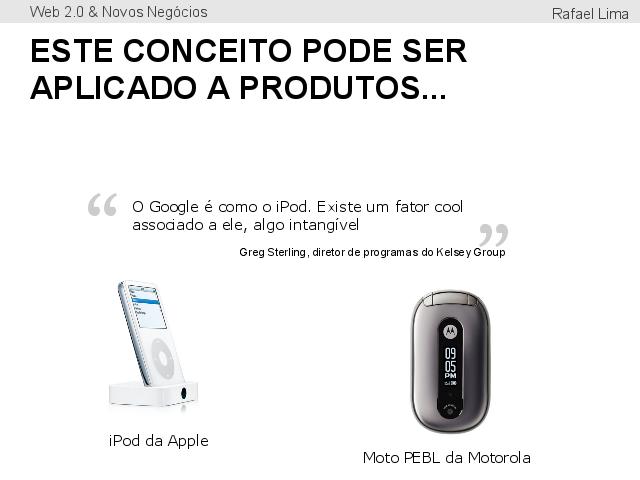 Web 2.0 & Novos Negócios
Rafael Lima
ESTE CONCEITO PODE SER
APLICADO A PRODUTOS...
“ O Google é como o iPod. Existe um fator cool
associado a ele, algo intangível ”
Greg Sterling, diretor de programas do Kelsey Group
09
05
PM
iPod da Apple
Moto PEBL da Motorola